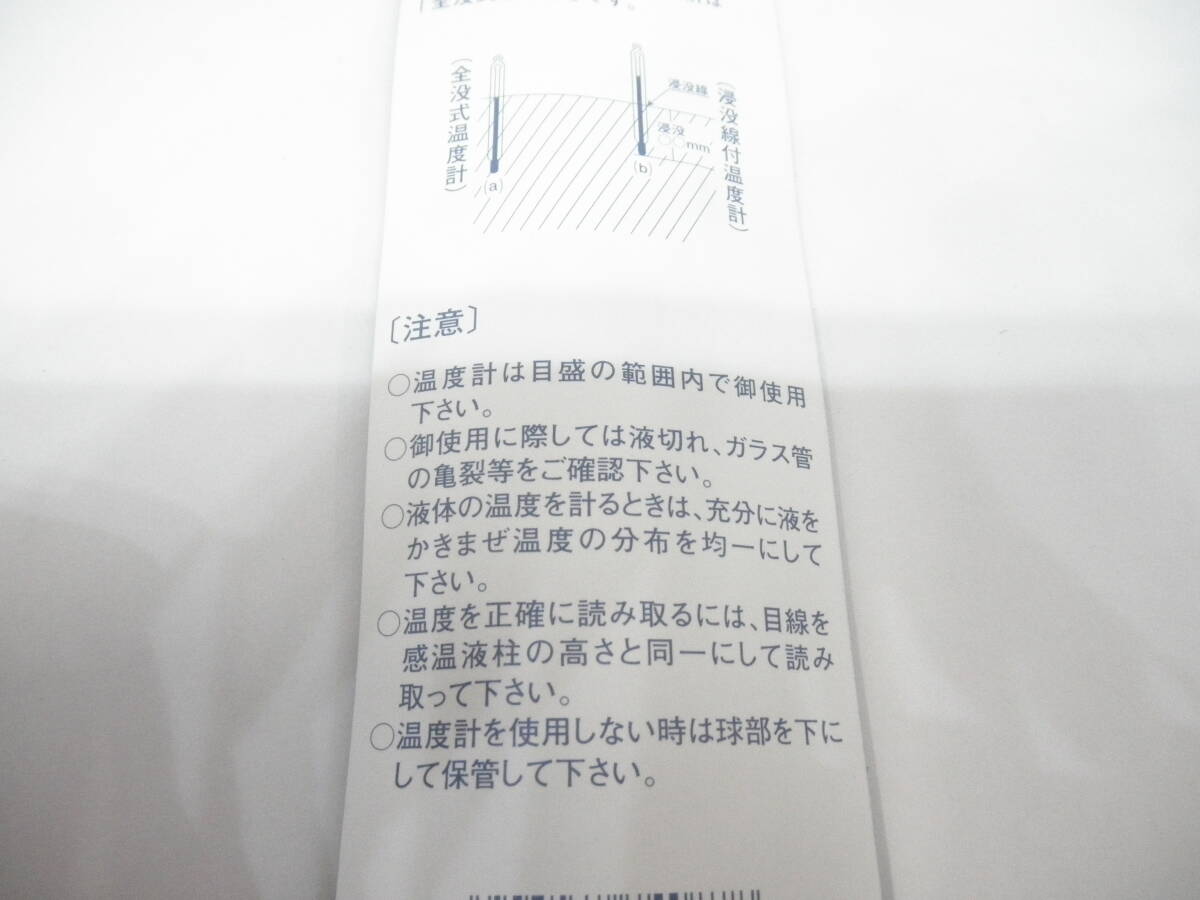 (全没式温度計)
(a)
浸没線
浸没
○○mm
(b)
(浸没線付温度計)
〔注意〕
○温度計は目盛の範囲内で御使用
下さい。
○御使用に際しては液切れ、ガラス管
の亀裂等をご確認下さい。
○液体の温度を計るときは、充分に液を
かきまぜ温度の分布を均一にして
下さい。
○温度を正確に読み取るには、目線を
感温液柱の高さと同一にして読み
取って下さい。
○温度計を使用しない時は球部を下に
して保管して下さい。